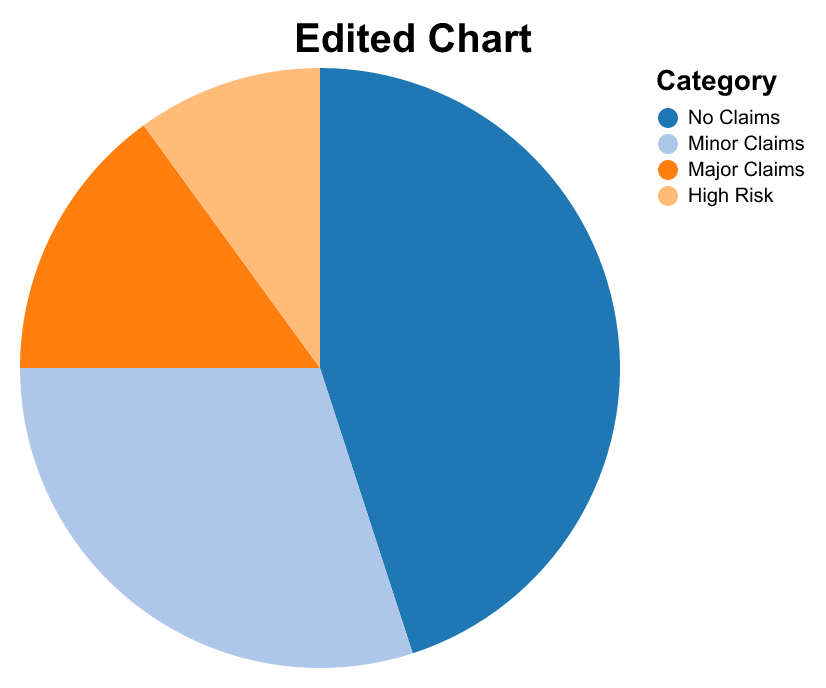 Edited Chart
Category
No Claims
Minor Claims
Major Claims
High Risk